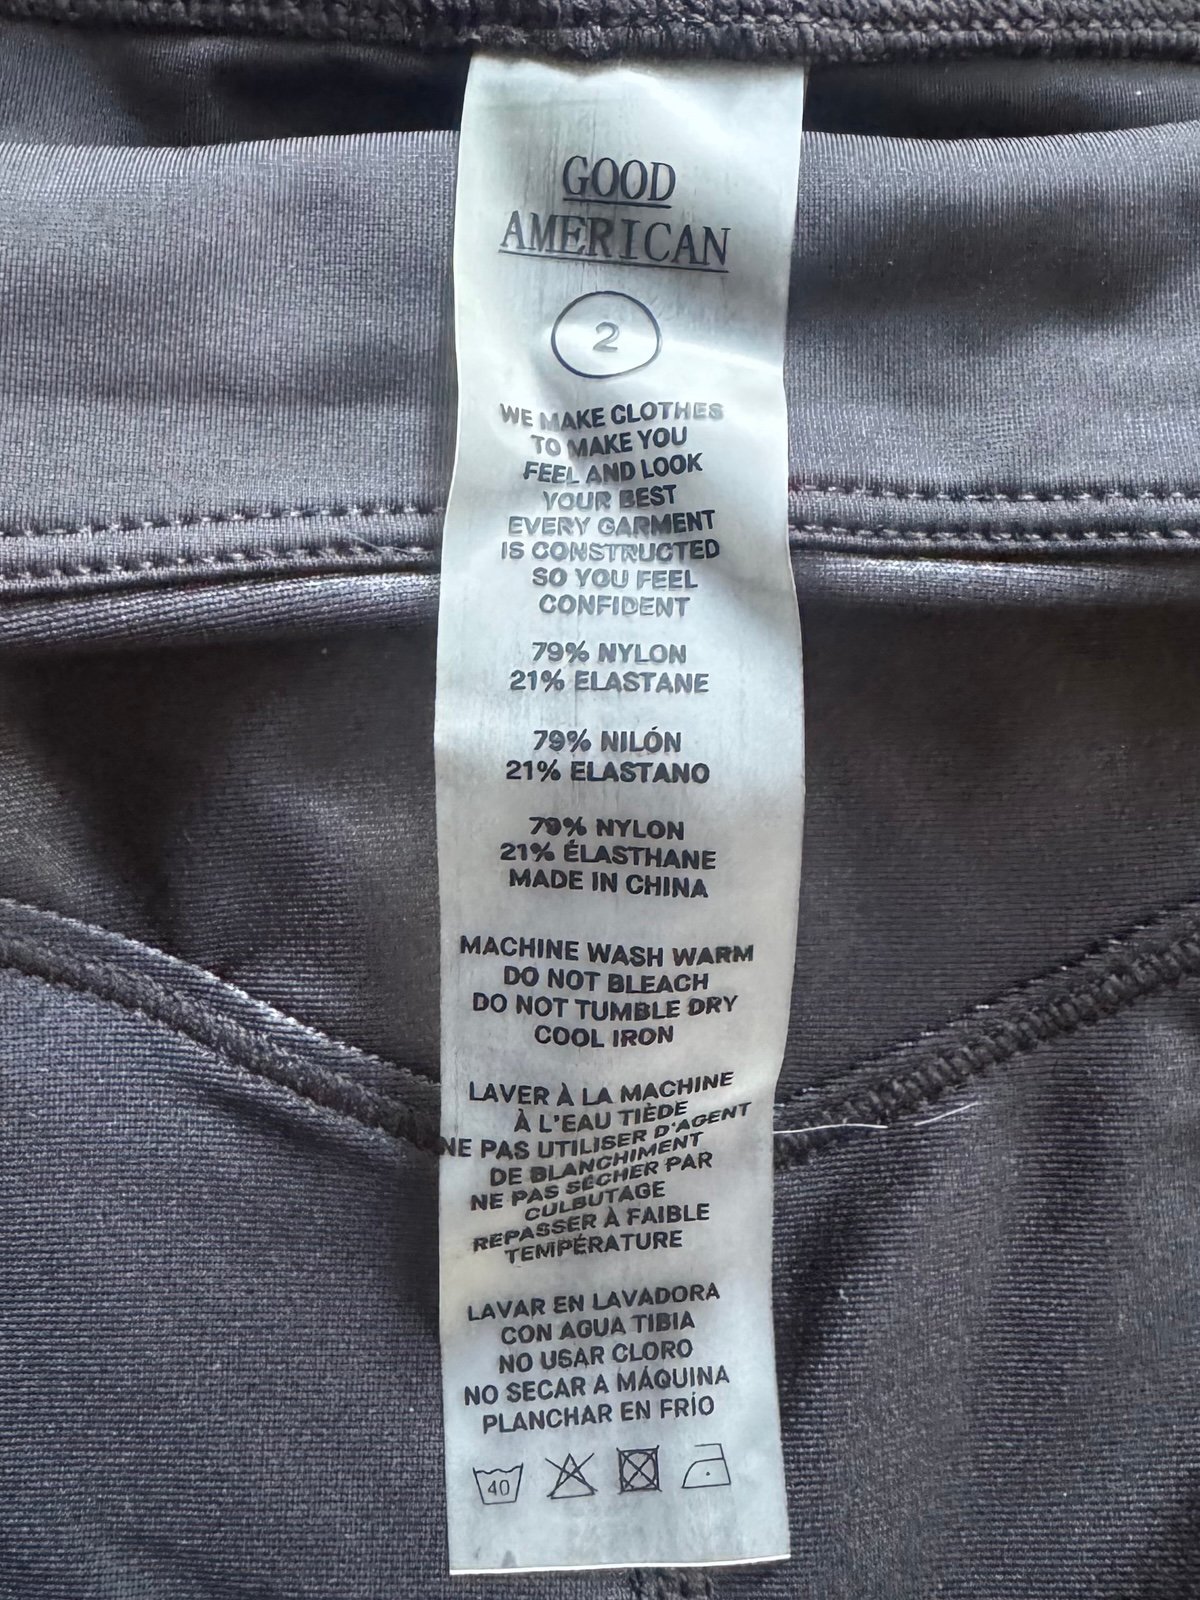 GOOD
AMERICAN
2
WE MAKE CLOTHES
TO MAKE YOU
FEEL AND LOOK
YOUR BEST
EVERY GARMENT
IS CONSTRUCTED
SO YOU FEEL
CONFIDENT
79% NYLON
21% ELASTANE
79% NILÓN
21% ELASTANO
79% NYLON
21% ÉLASTHANE
MADE IN CHINA
MACHINE WASH WARM
DO NOT BLEACH
DO NOT TUMBLE DRY
COOL IRON
LAVER À LA MACHINE
À L'EAU TIÈDE
NE PAS UTILISER D'AGENT
DE BLANCHIMENT
NE PAS SÉCHER PAR
CULBUTAGE
REPASSER À FAIBLE
TEMPÉRATURE
LAVAR EN LAVADORA
CON AGUA TIBIA
NO USAR CLORO
NO SECAR A MÁQUINA
PLANCHAR EN FRÍO
40